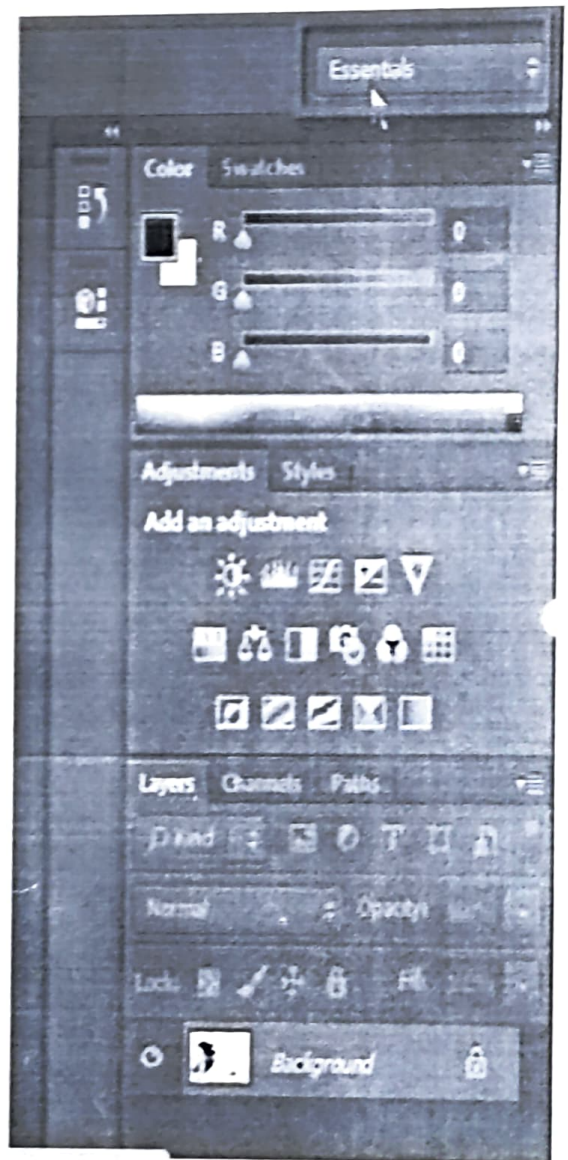 Essentials
Color Swatches
R 0
G 0
B 0
Adjustments Styles
Add an adjustment
Layers Channels Paths
Kind
Normal Opacity:
Lock: Fill:
Background